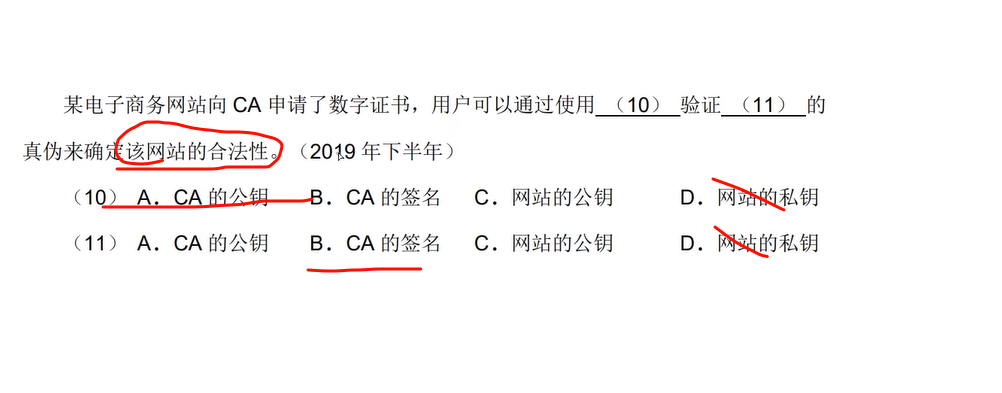 某电子商务网站向 CA 申请了数字证书，用户可以通过使用 （10） 验证 （11） 的
真伪来确定该网站的合法性。（2019 年下半年）
（10） A．CA 的公钥 B．CA 的签名 C．网站的公钥 D．网站的私钥
（11） A．CA 的公钥 B．CA 的签名 C．网站的公钥 D．网站的私钥